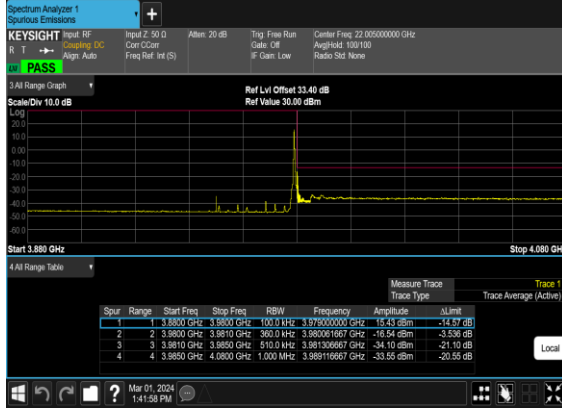 Spectrum Analyzer 1
Spurious Emissions
+
KEYSIGHT Input: RF Input Z: 50 Ω Atten: 20 dB Trig: Free Run Center Freq: 22.005000000 GHz
R T Coupling: DC Corr CCorr Gate: Off Avg|Hold: 100/100
Align: Auto Freq Ref: Int (S) IF Gain: Low Radio Std: None
PASS
3 All Range Graph
Ref Lvl Offset 33.40 dB
Scale/Div 10.0 dB Ref Value 30.00 dBm
Log
20.0
10.0
0.00
-10.0
-20.0
-30.0
-40.0
-50.0
-60.0
Start 3.880 GHz Stop 4.080 GH
4 All Range Table
Measure Trace Trace 1
Trace Type Trace Average (Active)
Spur Range Start Freq Stop Freq RBW Frequency Amplitude ΔLimit
1 1 3.8800 GHz 3.9800 GHz 100.0 kHz 3.979000000 GHz 15.43 dBm -14.57 dB
2 2 3.9800 GHz 3.9810 GHz 360.0 kHz 3.980061667 GHz -16.54 dBm -3.536 dB
3 3 3.9810 GHz 3.9850 GHz 510.0 kHz 3.981306667 GHz -34.10 dBm -21.10 dB
4 4 3.9850 GHz 4.0800 GHz 1.000 MHz 3.989116667 GHz -33.55 dBm -20.55 dB
Local
Mar 01, 2024
1:41:58 PM
?